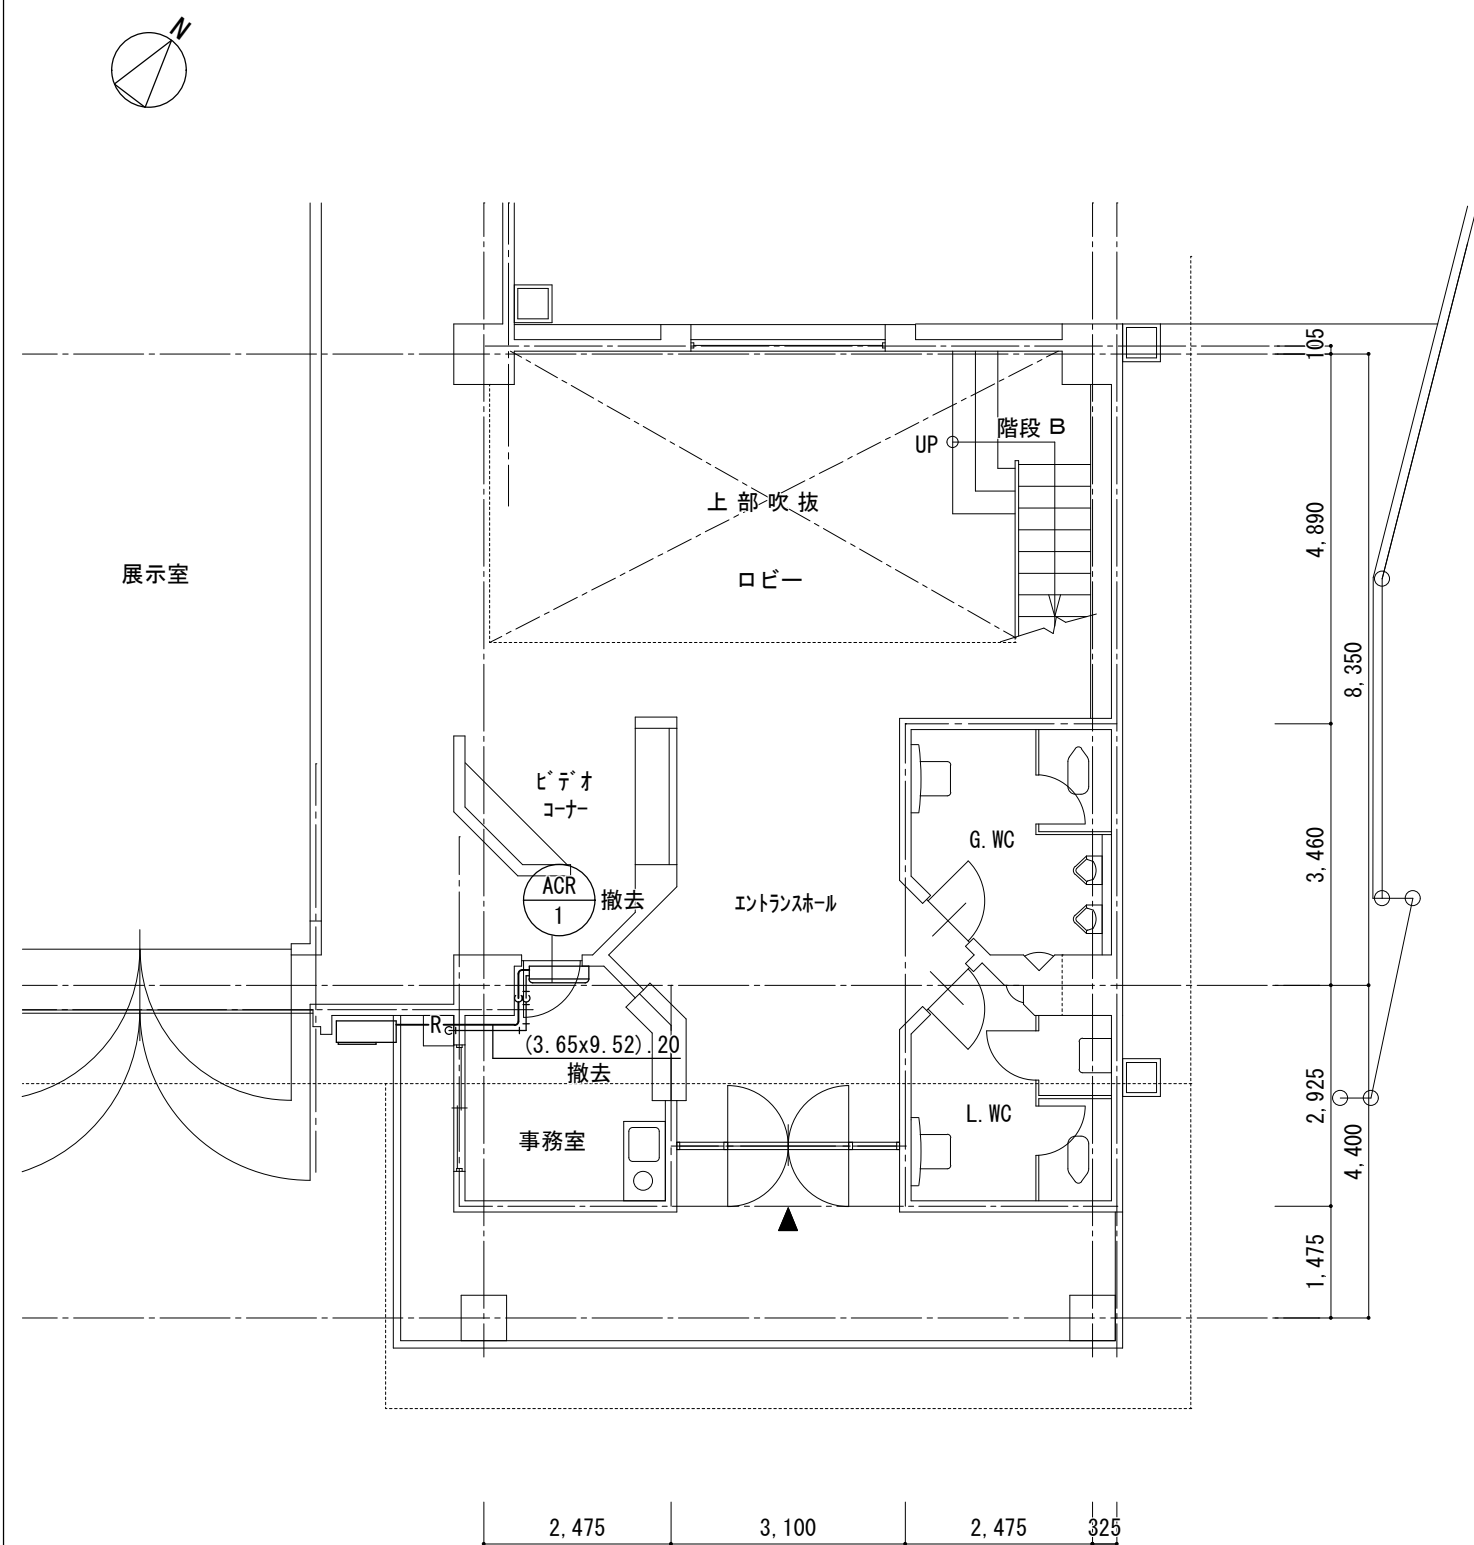 N
105
階段 B
UP
上部吹抜
4,890
展示室
ロビー
8,350
ﾋﾞﾃﾞｵ
ｺｰﾅｰ
G.WC
3,460
ACR
1
撤去
ｴﾝﾄﾗﾝｽﾎｰﾙ
R
(3.65x9.52).20
撤去
2,925
L.WC
事務室
4,400
1,475
2,475
3,100
2,475
325